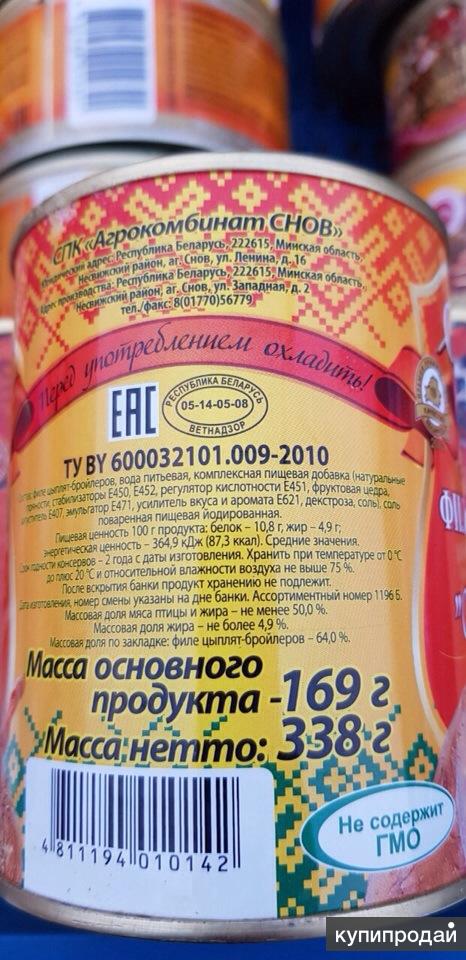 СПК «Агрокомбинат СНОВ»
Юридический адрес: Республика Беларусь, 222615, Минская область,
Несвижский район, аг. Снов, ул. Ленина, д. 16
Адрес производства: Республика Беларусь, 222615, Минская область,
Несвижский район, аг. Снов, ул. Западная, д. 2
тел./факс: 8(01770)56779
Перед употреблением охладить!
ЕАС
РЕСПУБЛИКА БЕЛАРУСЬ
05-14-05-08
ВЕТНАДЗОР
ТУ BY 600032101.009-2010
Состав: филе цыплят-бройлеров, вода питьевая, комплексная пищевая добавка (натуральные
пряности, стабилизаторы Е450, Е452, регулятор кислотности Е451, фруктовая цедра,
Е407, эмульгатор Е471, усилитель вкуса и аромата Е621, декстроза, соль), соль
поваренная пищевая йодированная.
Пищевая ценность 100 г продукта: белок – 10,8 г, жир – 4,9 г;
энергетическая ценность – 364,9 кДж (87,3 ккал). Средние значения.
Срок годности консервов – 2 года с даты изготовления. Хранить при температуре от 0°С
до плюс 20°С и относительной влажности воздуха не выше 75 %.
После вскрытия банки продукт хранению не подлежит.
Дата изготовления, номер смены указаны на дне банки. Ассортиментный номер 1196 Б.
Массовая доля мяса птицы и жира – не менее 50,0 %.
Массовая доля жира – не более 4,9 %.
Массовая доля по закладке: филе цыплят-бройлеров – 64,0 %.
Масса основного
продукта - 169 г
Масса нетто: 338 г
4 811194 010142
Не содержит
ГМО
купипродай